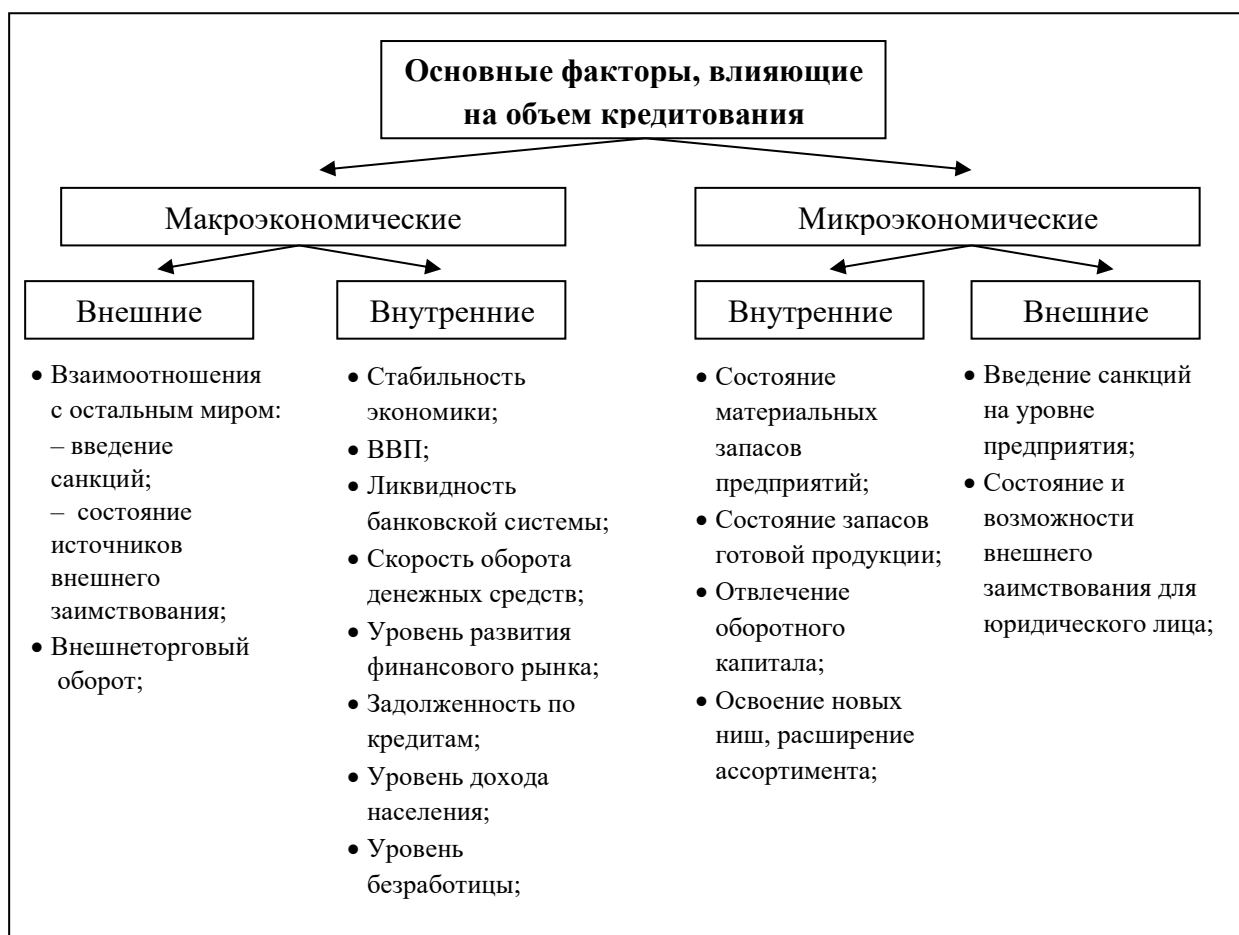 Основные факторы, влияющие
на объем кредитования
Макроэкономические
Микроэкономические
Внешние
Внутренние
Внутренние
Внешние
• Взаимоотношения
с остальным миром:
– введение
санкций;
– состояние
источников
внешнего
заимствования;
• Внешнеторговый
оборот;
• Стабильность
экономики;
• ВВП;
• Ликвидность
банковской системы;
• Скорость оборота
денежных средств;
• Уровень развития
финансового рынка;
• Задолженность по
кредитам;
• Уровень дохода
населения;
• Уровень
безработицы;
• Состояние
материальных
запасов
предприятий;
• Состояние запасов
готовой продукции;
• Отвлечение
оборотного
капитала;
• Освоение новых
ниш, расширение
ассортимента;
• Введение санкций
на уровне
предприятия;
• Состояние и
возможности
внешнего
заимствования для
юридического лица;